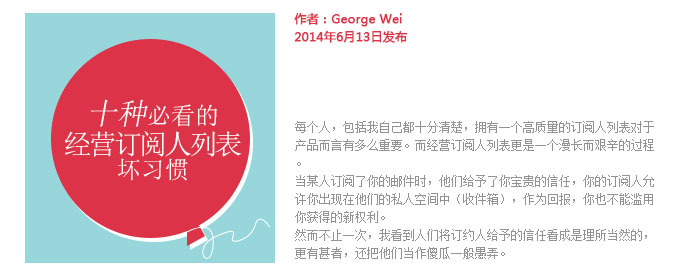 十种必看的
经营订阅人列表
坏习惯
作者：George Wei
2014年6月13日发布
每个人，包括我自己都十分清楚，拥有一个高质量的订阅人列表对于
产品而言有多么重要。而经营订阅人列表更是一个漫长而艰辛的过程
。
当某人订阅了你的邮件时，他们给予了你宝贵的信任，你的订阅人允
许你出现在他们的私人空间中（收件箱），作为回报，你也不能滥用
你获得的新权利。
然而不止一次，我看到人们将订约人给予的信任看成是理所当然的，
更有甚者，还把他们当作傻瓜一般愚弄。